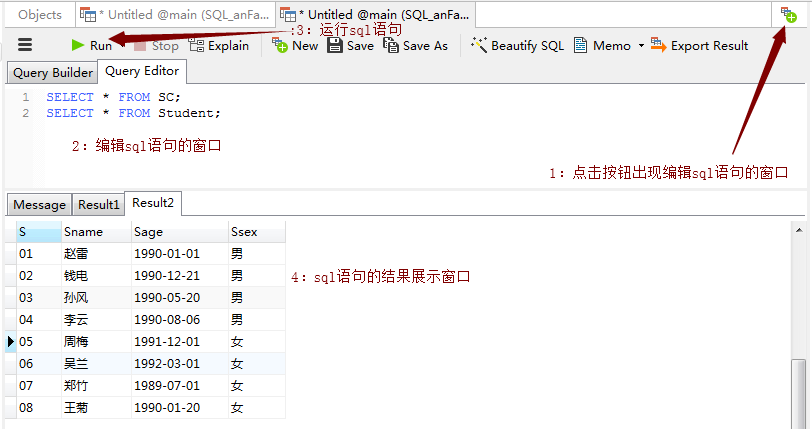 Objects * Untitled @main (SQL_anFa... * Untitled @main (SQL_anFa...
Run Stop Explain New Save Save As Beautify SQL Memo Export Result
:3：运行sql语句
Query Builder Query Editor
1 SELECT * FROM SC;
2 SELECT * FROM Student;
2：编辑sql语句的窗口
1：点击按钮出现编辑sql语句的窗口
Message Result1 Result2
S Sname Sage Ssex
01 赵雷 1990-01-01 男
02 钱电 1990-12-21 男
4：sql语句的结果展示窗口
03 孙风 1990-05-20 男
04 李云 1990-08-06 男
05 周梅 1991-12-01 女
06 吴兰 1992-03-01 女
07 郑竹 1989-07-01 女
08 王菊 1990-01-20 女